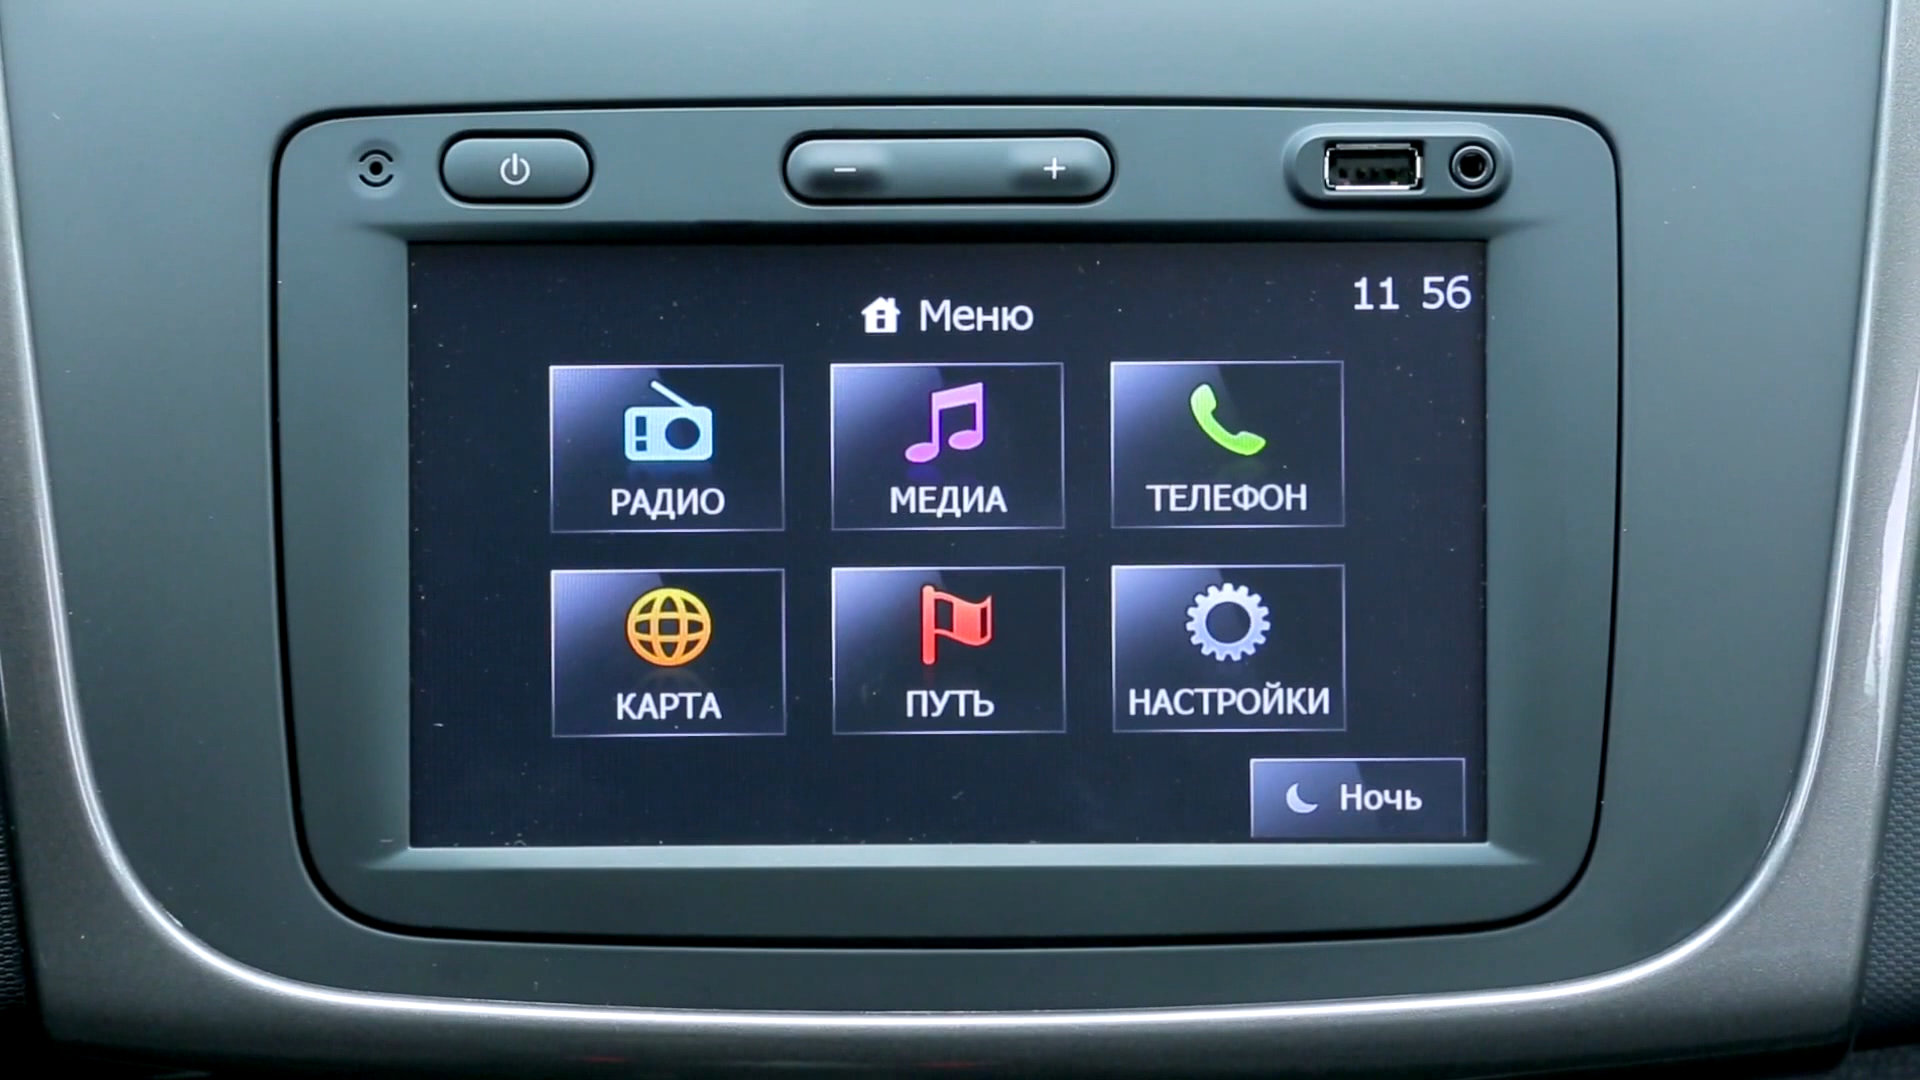 11 56
Меню
РАДИО
МЕДИА
ТЕЛЕФОН
КАРТА
ПУТЬ
НАСТРОЙКИ
Ночь